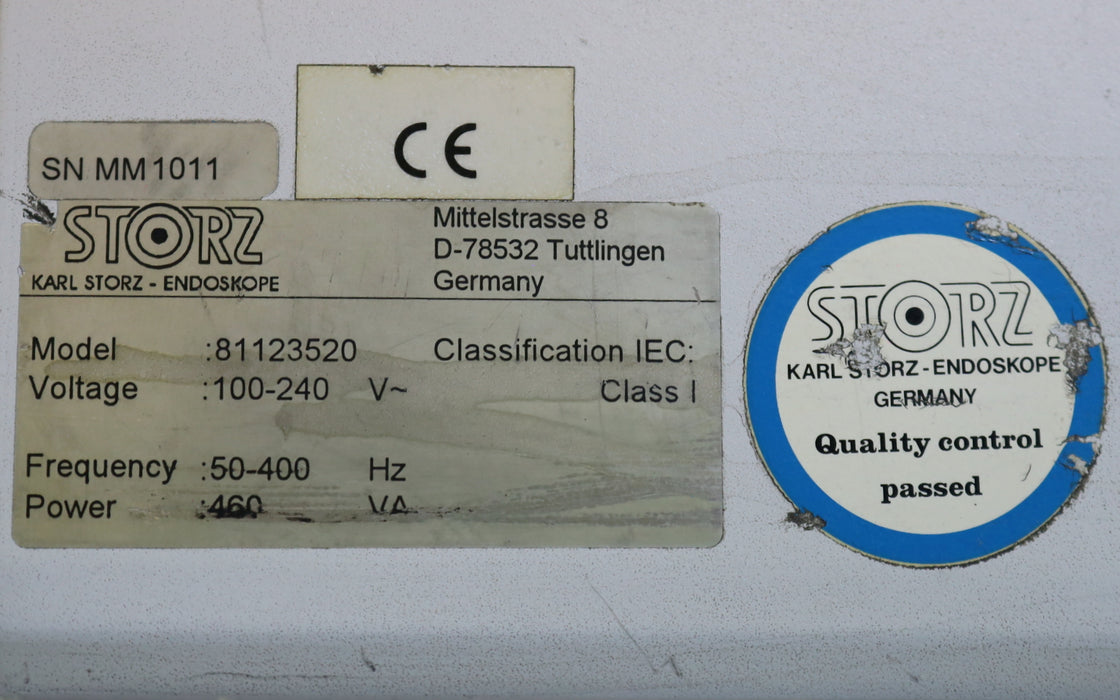 SN MM1011
CE
STORZ
KARL STORZ - ENDOSKOPE
Mittelstrasse 8
D-78532 Tuttlingen
Germany
Model :81123520
Classification IEC:
Voltage :100-240 V~
Class I
Frequency :50-400 Hz
Power :460 VA
STORZ
KARL STORZ - ENDOSKOPE
GERMANY
Quality control
passed